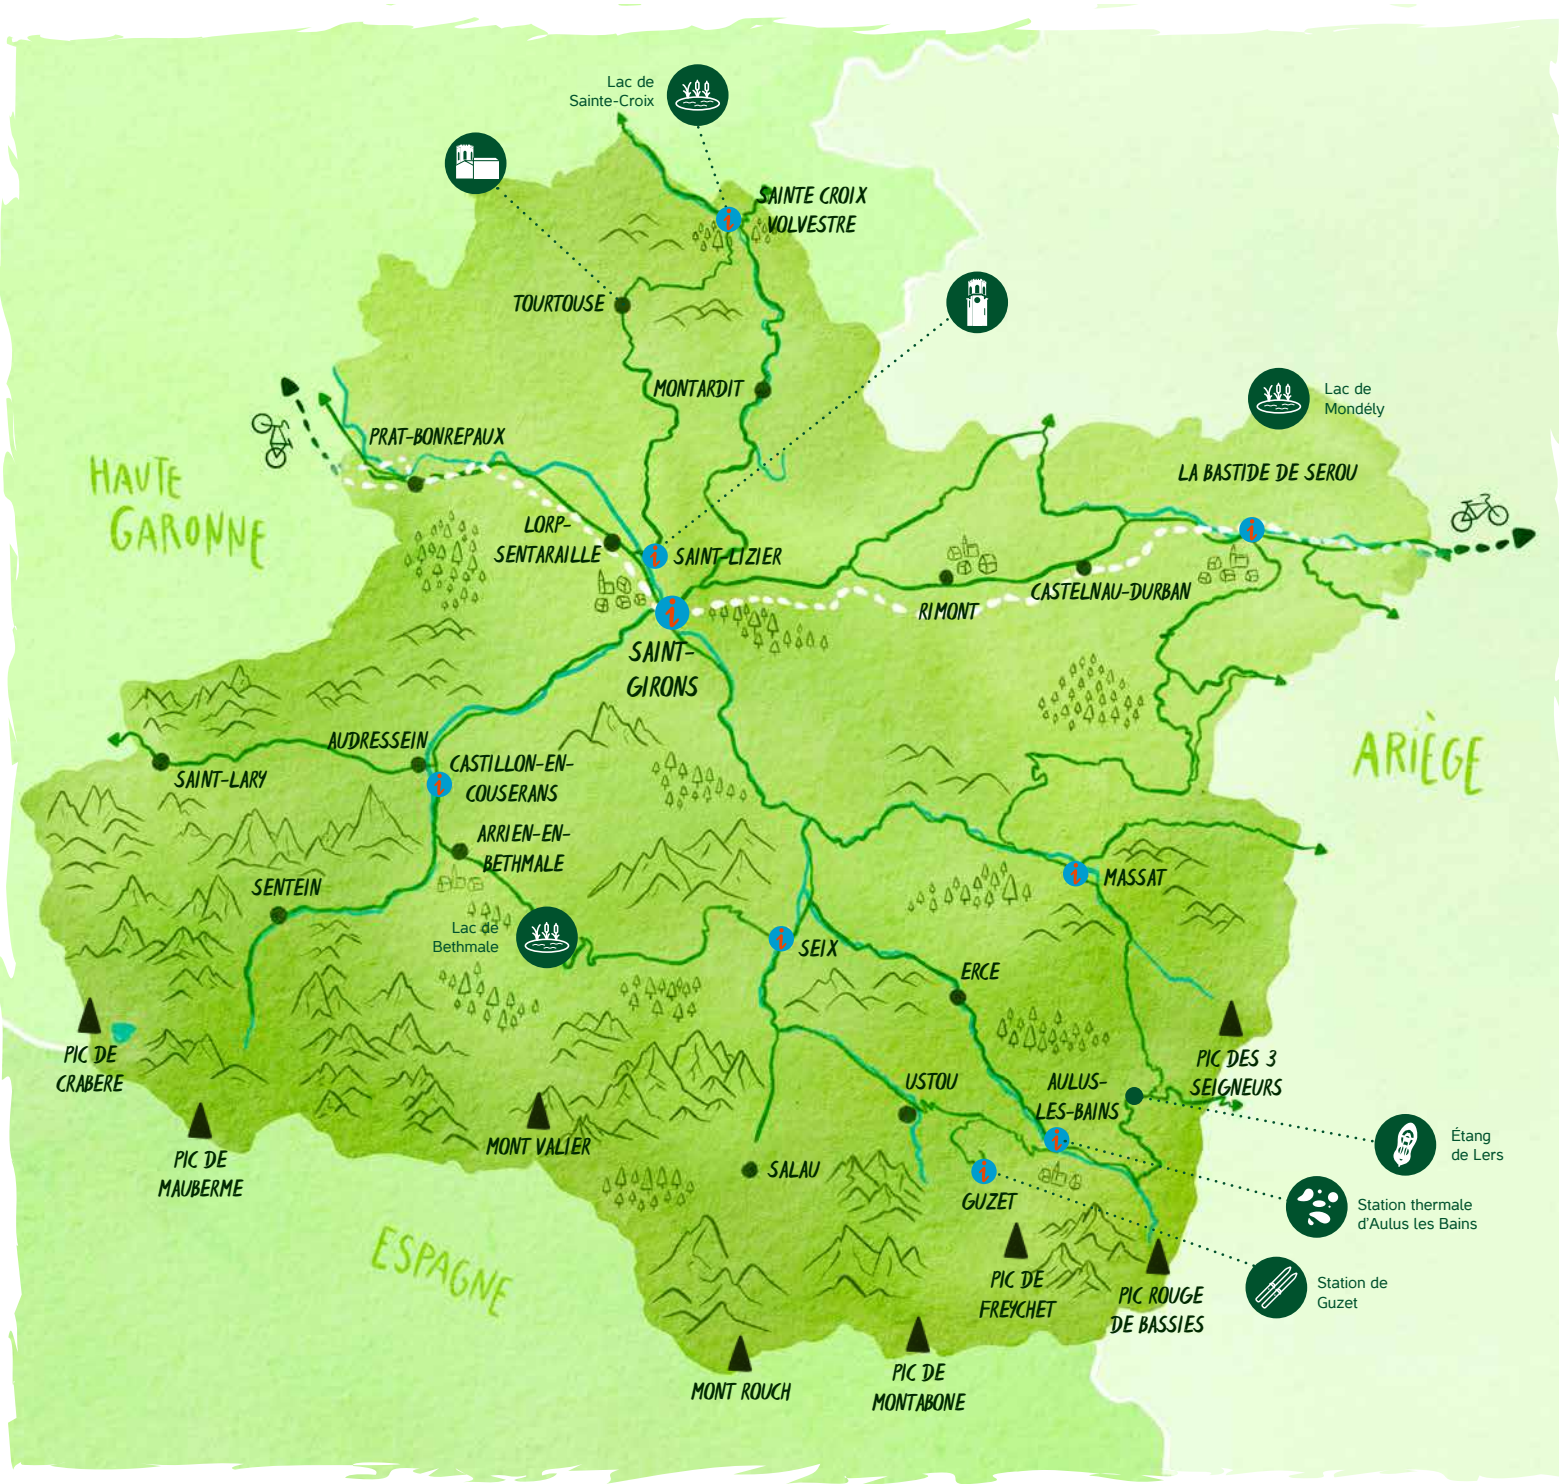 Lac de
Sainte-Croix
SAINTE CROIX
VOLVESTRE
TOURTOUSE
MONTARDIT
Lac de
Mondély
PRAT-BONREPAUX
HAUTE
GARONNE
LA BASTIDE DE SEROU
LORP-
SENTARAILLE
SAINT-LIZIER
RIMONT
CASTELNAU-DURBAN
SAINT-
GIRONS
AUDRESSEIN
SAINT-LARY
CASTILLON-EN-
COUSERANS
ARIÈGE
ARRIEN-EN-
BETHMALE
SENTEIN
MASSAT
Lac de
Bethmale
SEIX
ERCE
PIC DE
CRABERE
PIC DES 3
SEIGNEURS
USTOU
AULUS-
LES-BAINS
MONT VALIER
PIC DE
MAUBERME
SALAU
GUZET
Étang
de Lers
Station thermale
d'Aulus les Bains
ESPAGNE
PIC DE
FREYCHET
PIC ROUGE
DE BASSIES
Station de
Guzet
MONT ROUCH
PIC DE
MONTABONE
i
i
i
i
i
i
i
i
i